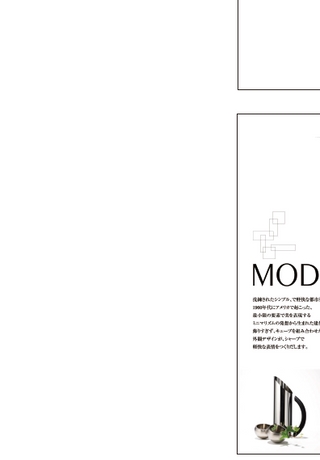 MOD
洗練されたシンプル、で軽快な都市
1960年代にアメリカで起こった、
最小限の要素で美を表現する
ミニマリズムの発想から生まれた建
飾りすぎず、キューブを組み合わせ
外観デザインが、シャープで
軽快な表情をつくりだします。